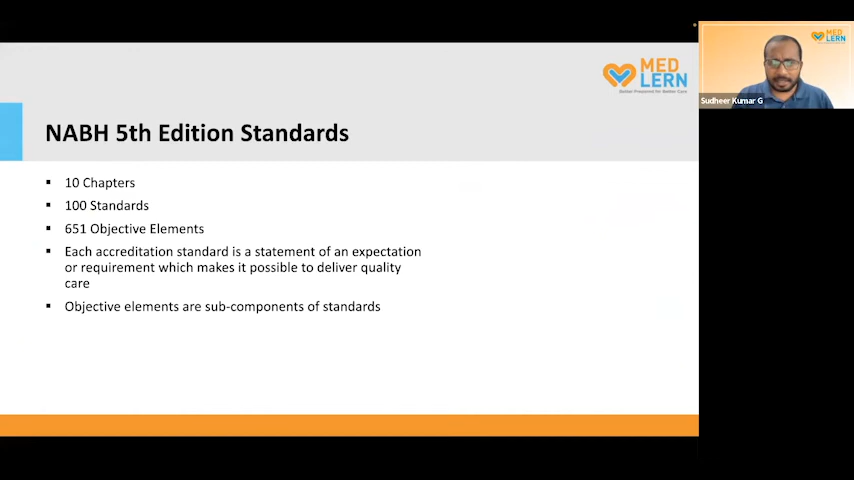 MED
LERN
Better Prepared for Better Care
MED
LERN
Sudheer Kumar G
NABH 5th Edition Standards
▪ 10 Chapters
▪ 100 Standards
▪ 651 Objective Elements
▪ Each accreditation standard is a statement of an expectation
or requirement which makes it possible to deliver quality
care
▪ Objective elements are sub-components of standards